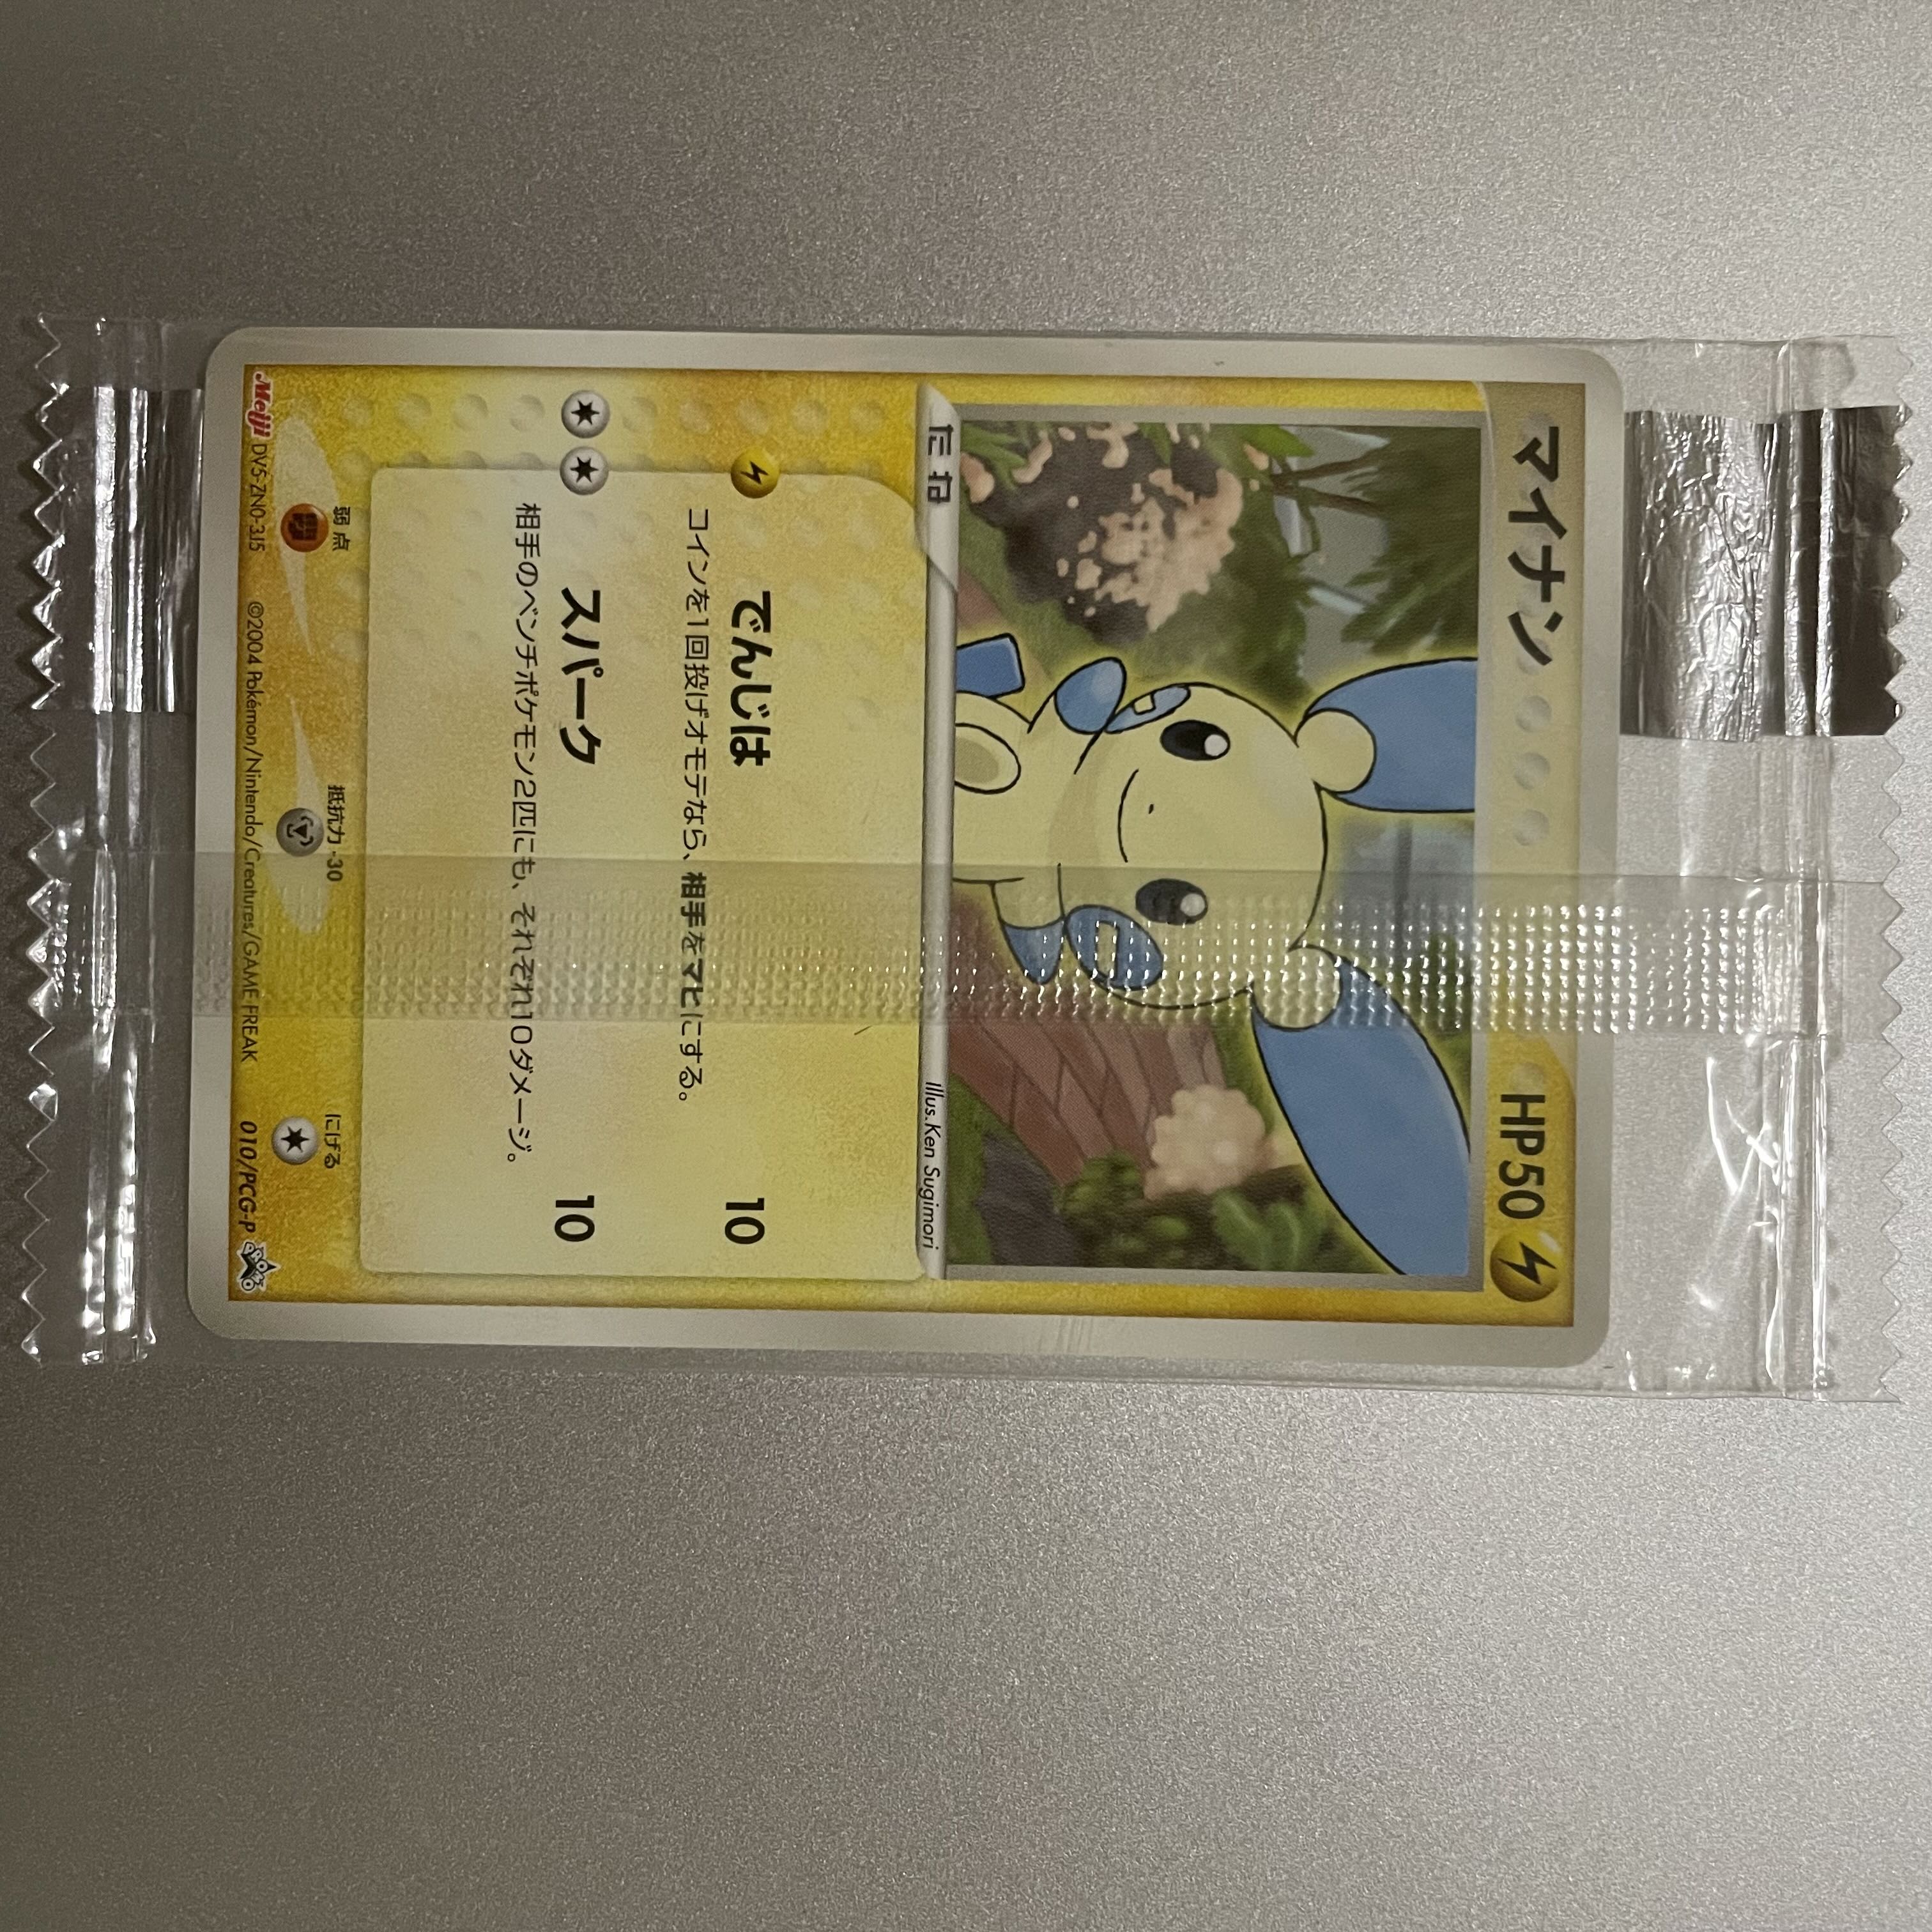 マイナン HP50
たね Illus.Ken Sugimori
でんじは 10
コインを1回投げオモテなら、相手をマヒにする。
スパーク 10
相手のベンチポケモン2匹にも、それぞれ10ダメージ。
弱点 抵抗力 -30 にげる
Meiji DV5-ZN0-3J5 ©2004 Pokémon/Nintendo/Creatures/GAME FREAK 010/PCG-P PROMO